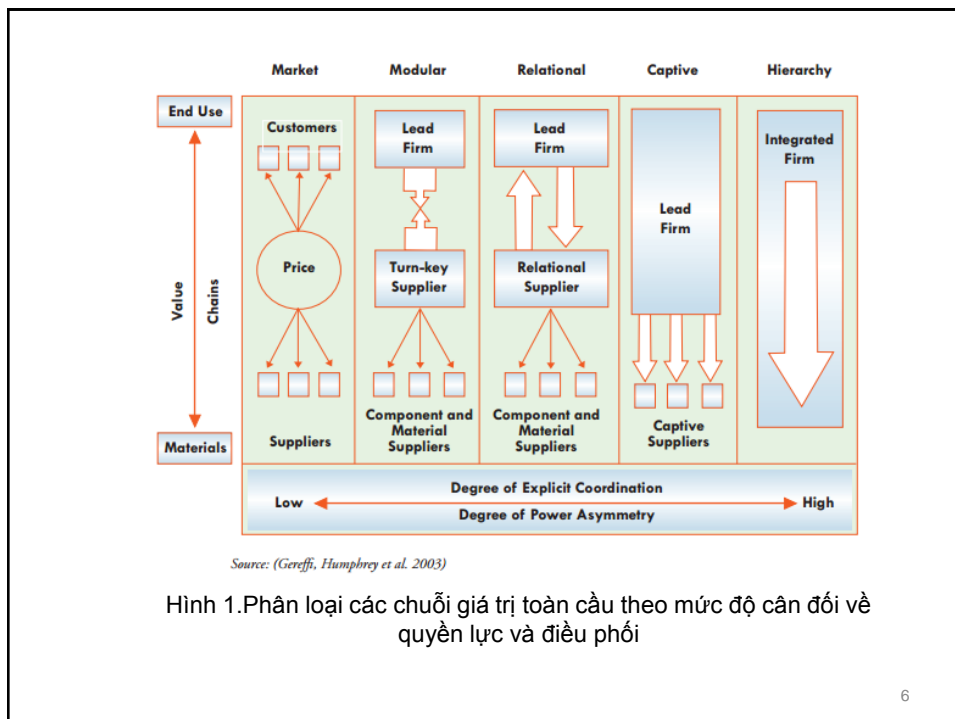 Market Modular Relational Captive Hierarchy
End Use
Value
Chains
Materials
Customers
Price
Suppliers
Lead
Firm
Turn-key
Supplier
Component and
Material
Suppliers
Lead
Firm
Relational
Supplier
Component and
Material
Suppliers
Lead
Firm
Captive
Suppliers
Integrated
Firm
Degree of Explicit Coordination
Low High
Degree of Power Asymmetry
Source: (Gereffi, Humphrey et al. 2003)
Hình 1.Phân loại các chuỗi giá trị toàn cầu theo mức độ cân đối về
quyền lực và điều phối
6